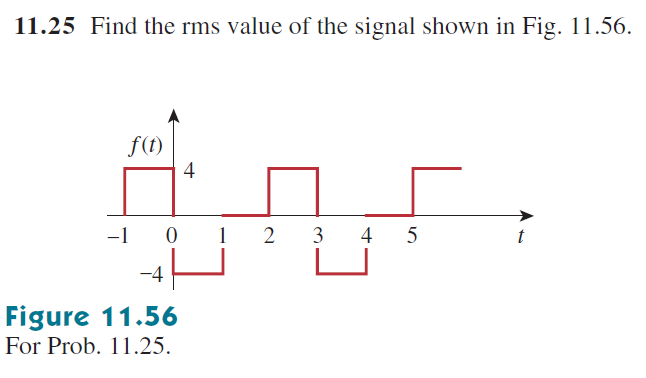 11.25 Find the rms value of the signal shown in Fig. 11.56.
f(t)
4
−1 0 1 2 3 4 5 t
−4
Figure 11.56
For Prob. 11.25.